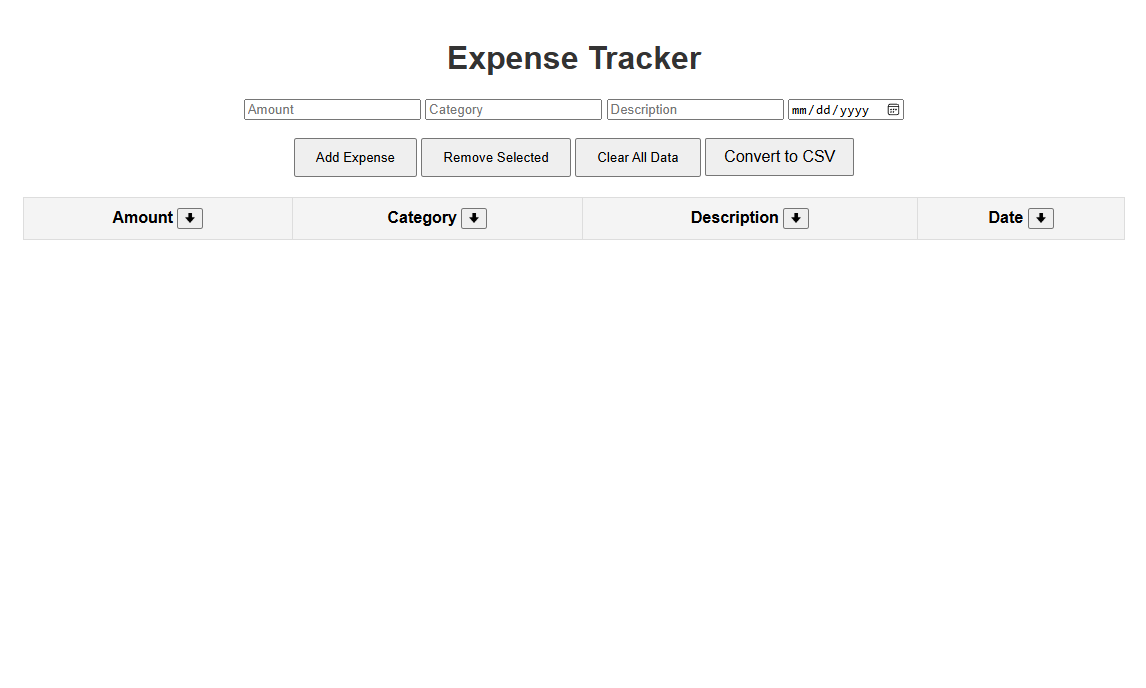 Expense Tracker
Amount Category Description mm/dd/yyyy
Add Expense Remove Selected Clear All Data Convert to CSV
Amount 🡇 Category 🡇 Description 🡇 Date 🡇